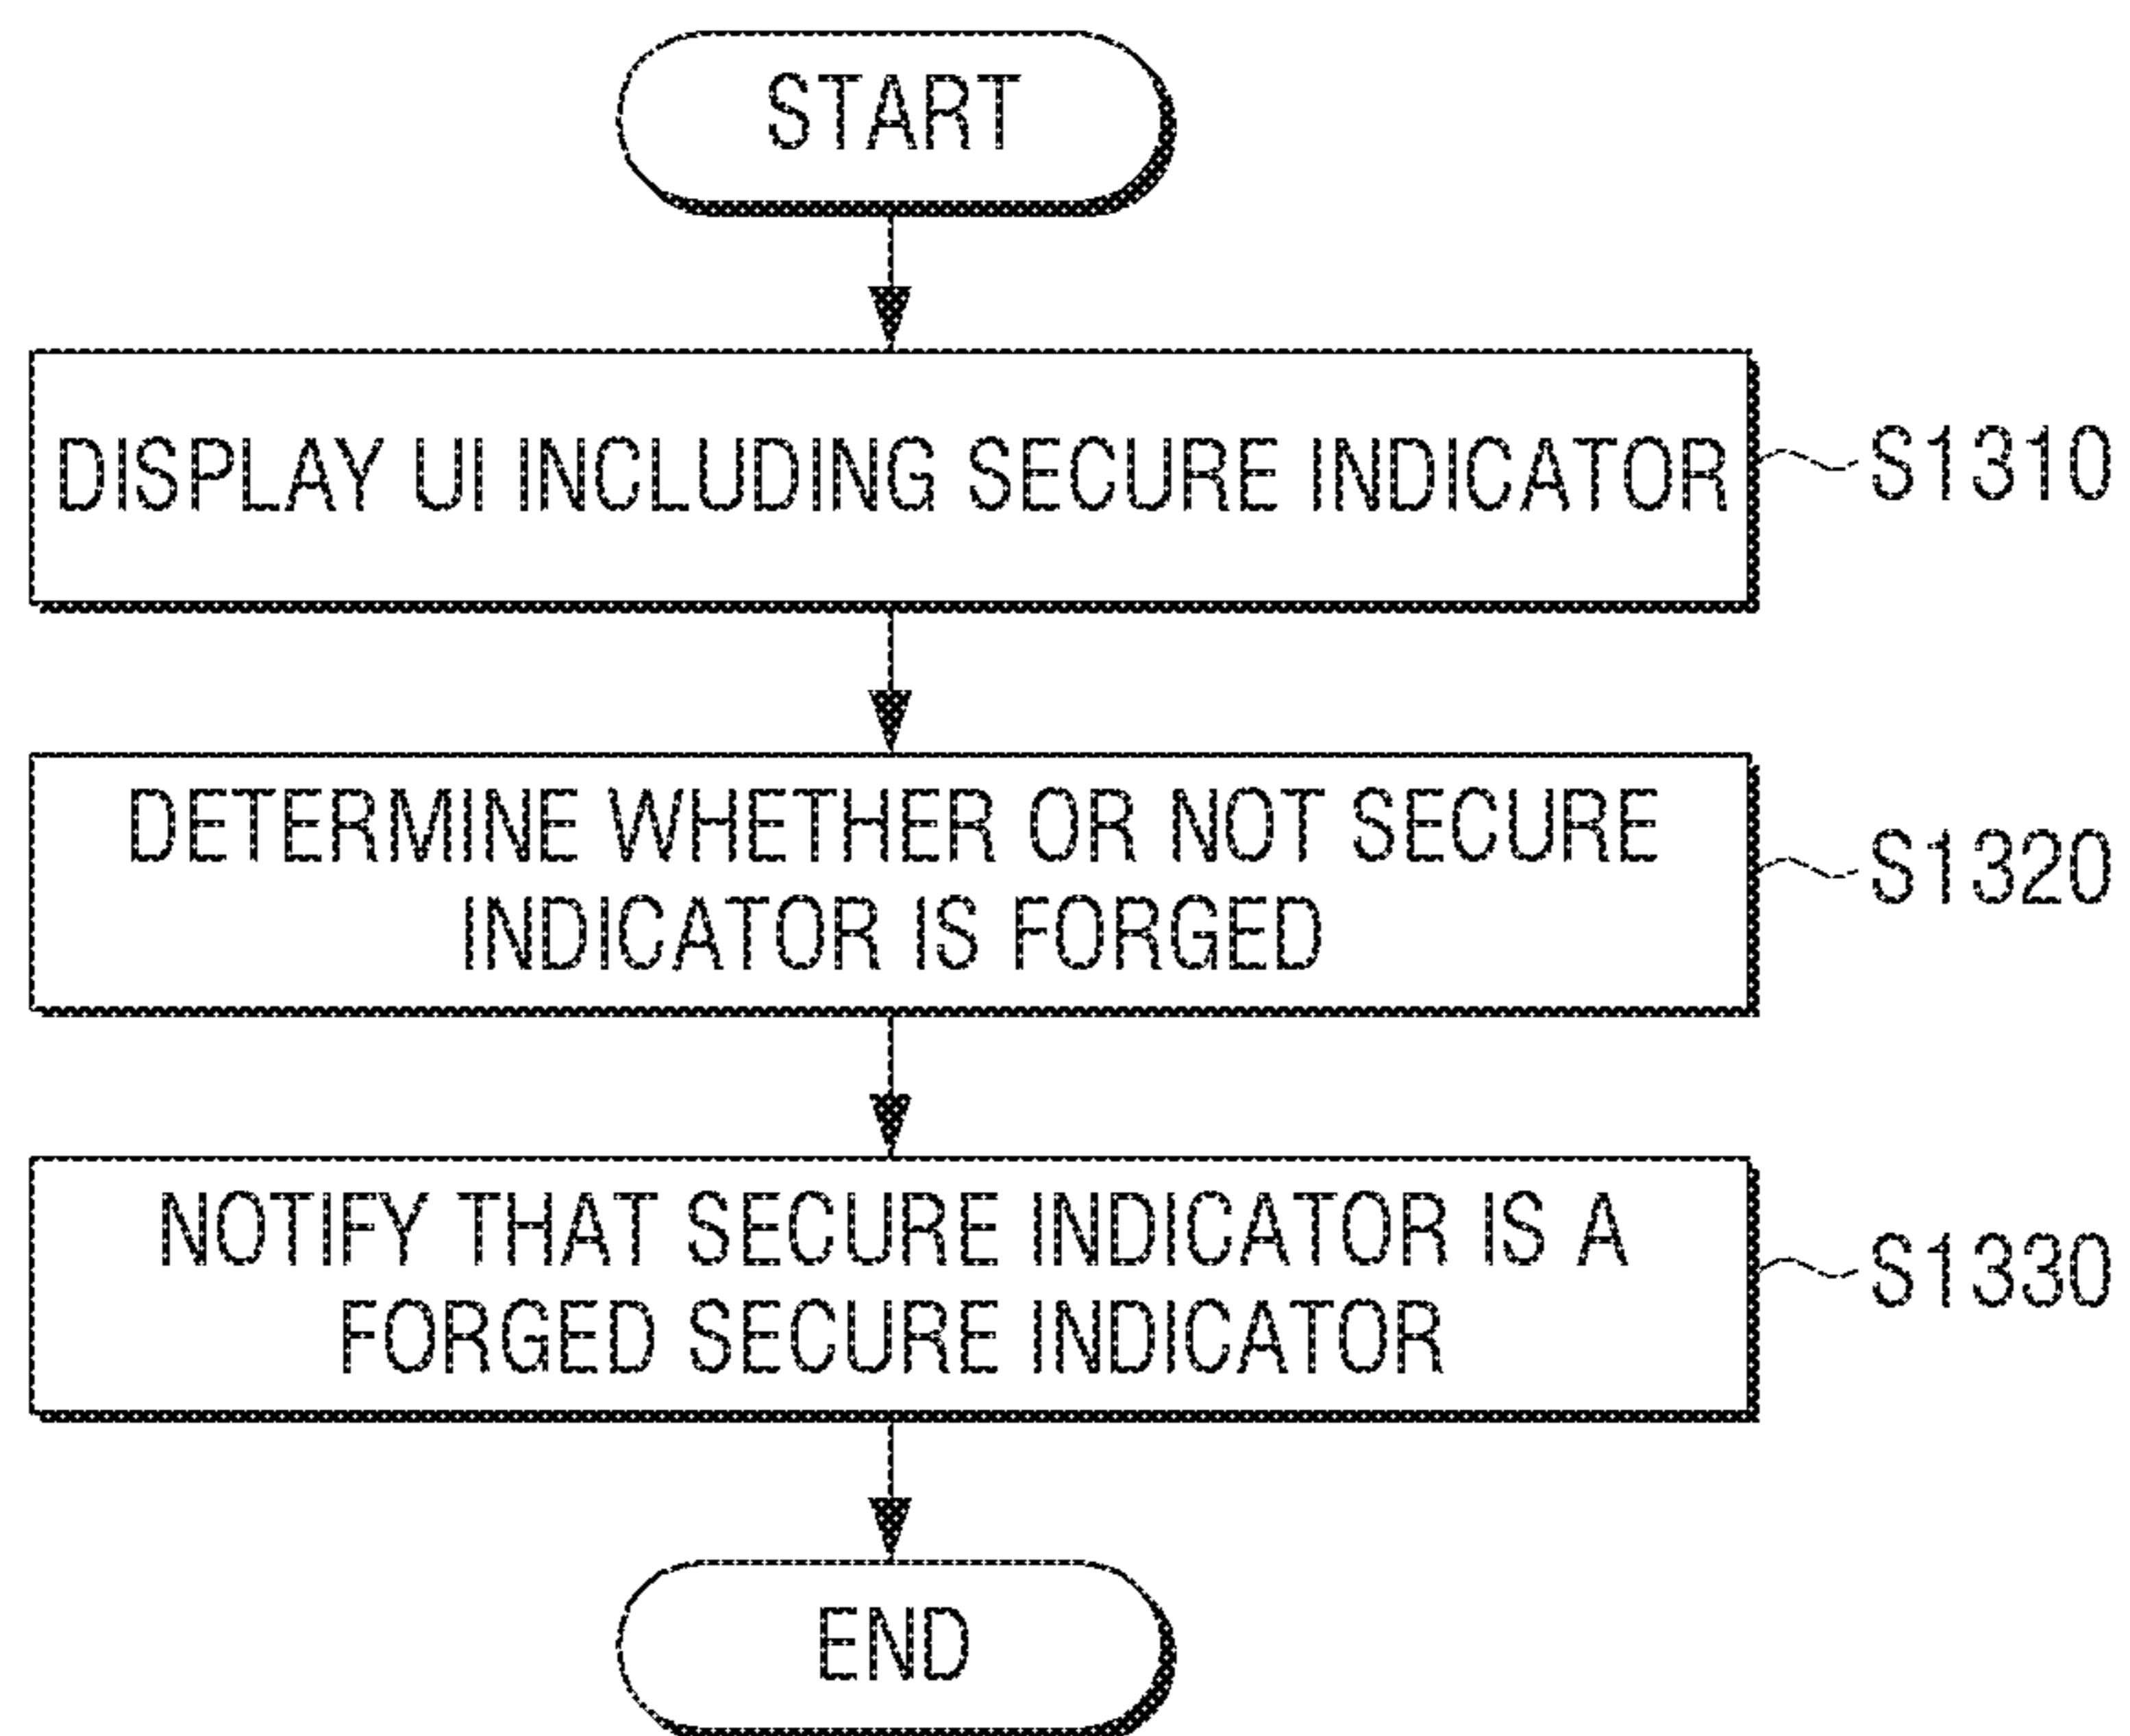 START
DISPLAY UI INCLUDING SECURE INDICATOR
S1310
DETERMINE WHETHER OR NOT SECURE
INDICATOR IS FORGED
S1320
NOTIFY THAT SECURE INDICATOR IS A
FORGED SECURE INDICATOR
S1330
END